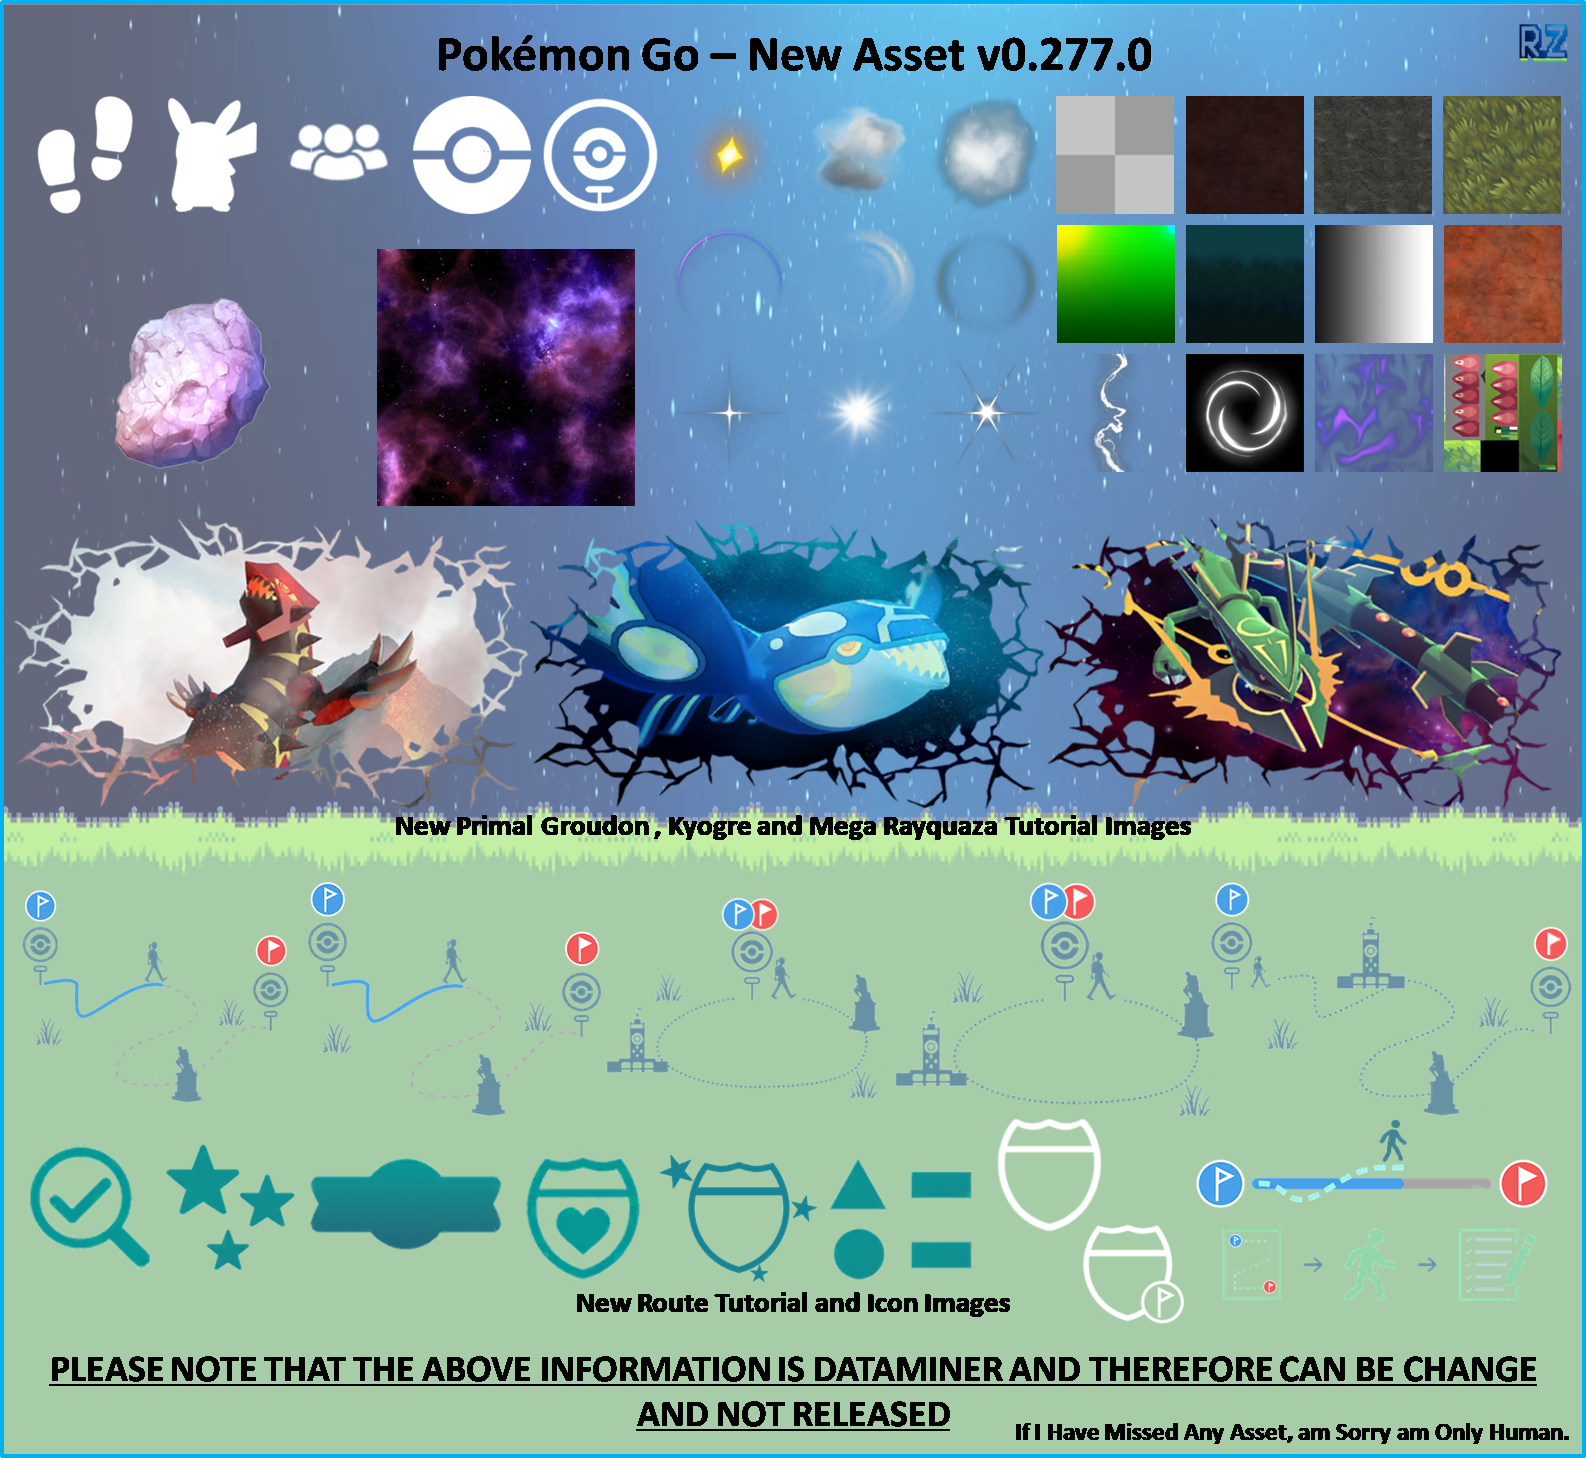 Pokémon Go – New Asset v0.277.0
RZ
New Primal Groudon , Kyogre and Mega Rayquaza Tutorial Images
New Route Tutorial and Icon Images
PLEASE NOTE THAT THE ABOVE INFORMATION IS DATAMINER AND THEREFORE CAN BE CHANGE
AND NOT RELEASED
If I Have Missed Any Asset, am Sorry am Only Human.